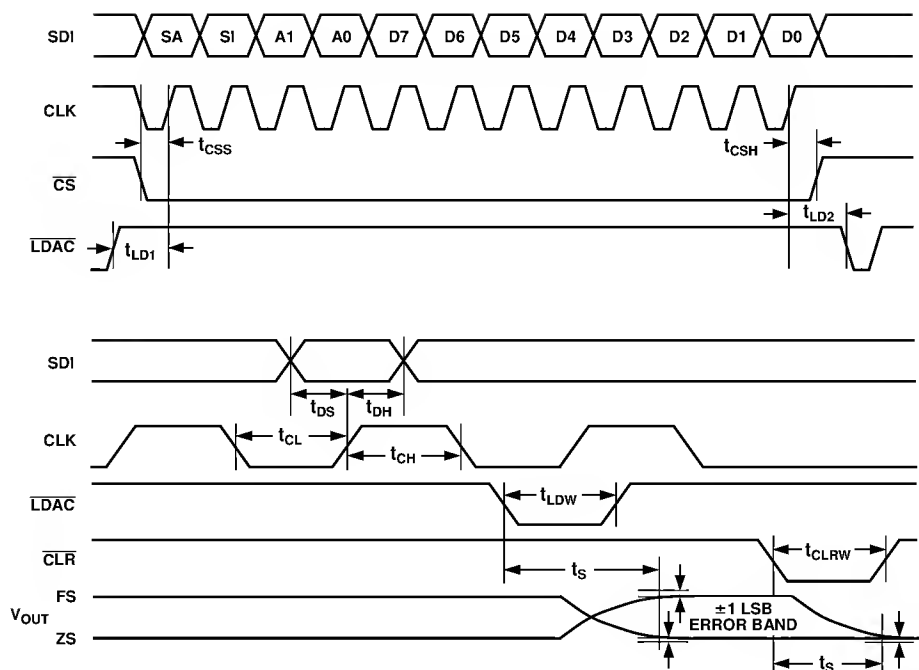 SDI SA SI A1 A0 D7 D6 D5 D4 D3 D2 D1 D0
CLK
tCSS tCSH
CS
tLD2
LDAC tLD1
SDI
tDS tDH
CLK tCL tCH
LDAC tLDW
CLR tCLRW
tS
FS
VOUT
±1 LSB
ERROR BAND
ZS
tS